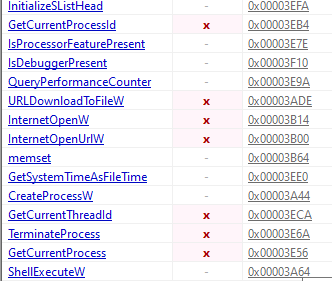 InitializeSListHead - 0x00003EFA
GetCurrentProcessId x 0x00003EB4
IsProcessorFeaturePresent - 0x00003E7E
IsDebuggerPresent - 0x00003F10
QueryPerformanceCounter - 0x00003E9A
URLDownloadToFileW x 0x00003ADE
InternetOpenW x 0x00003B14
InternetOpenUrlW x 0x00003B00
memset - 0x00003B64
GetSystemTimeAsFileTime - 0x00003EE0
CreateProcessW - 0x00003A44
GetCurrentThreadId x 0x00003ECA
TerminateProcess x 0x00003E6A
GetCurrentProcess x 0x00003E56
ShellExecuteW - 0x00003A64